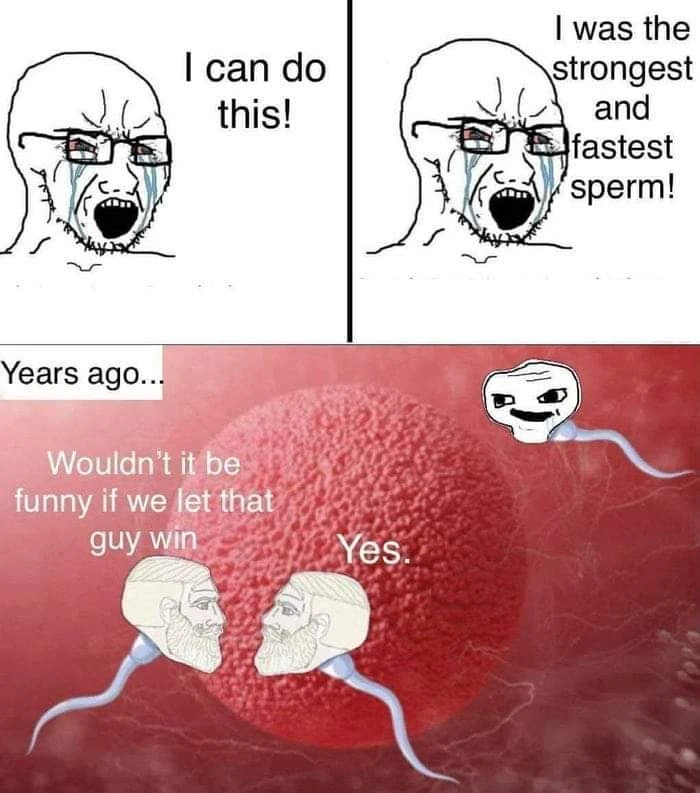 I can do
this!
I was the
strongest
and
fastest
sperm!
Years ago...
Wouldn't it be
funny if we let that
guy win
Yes.